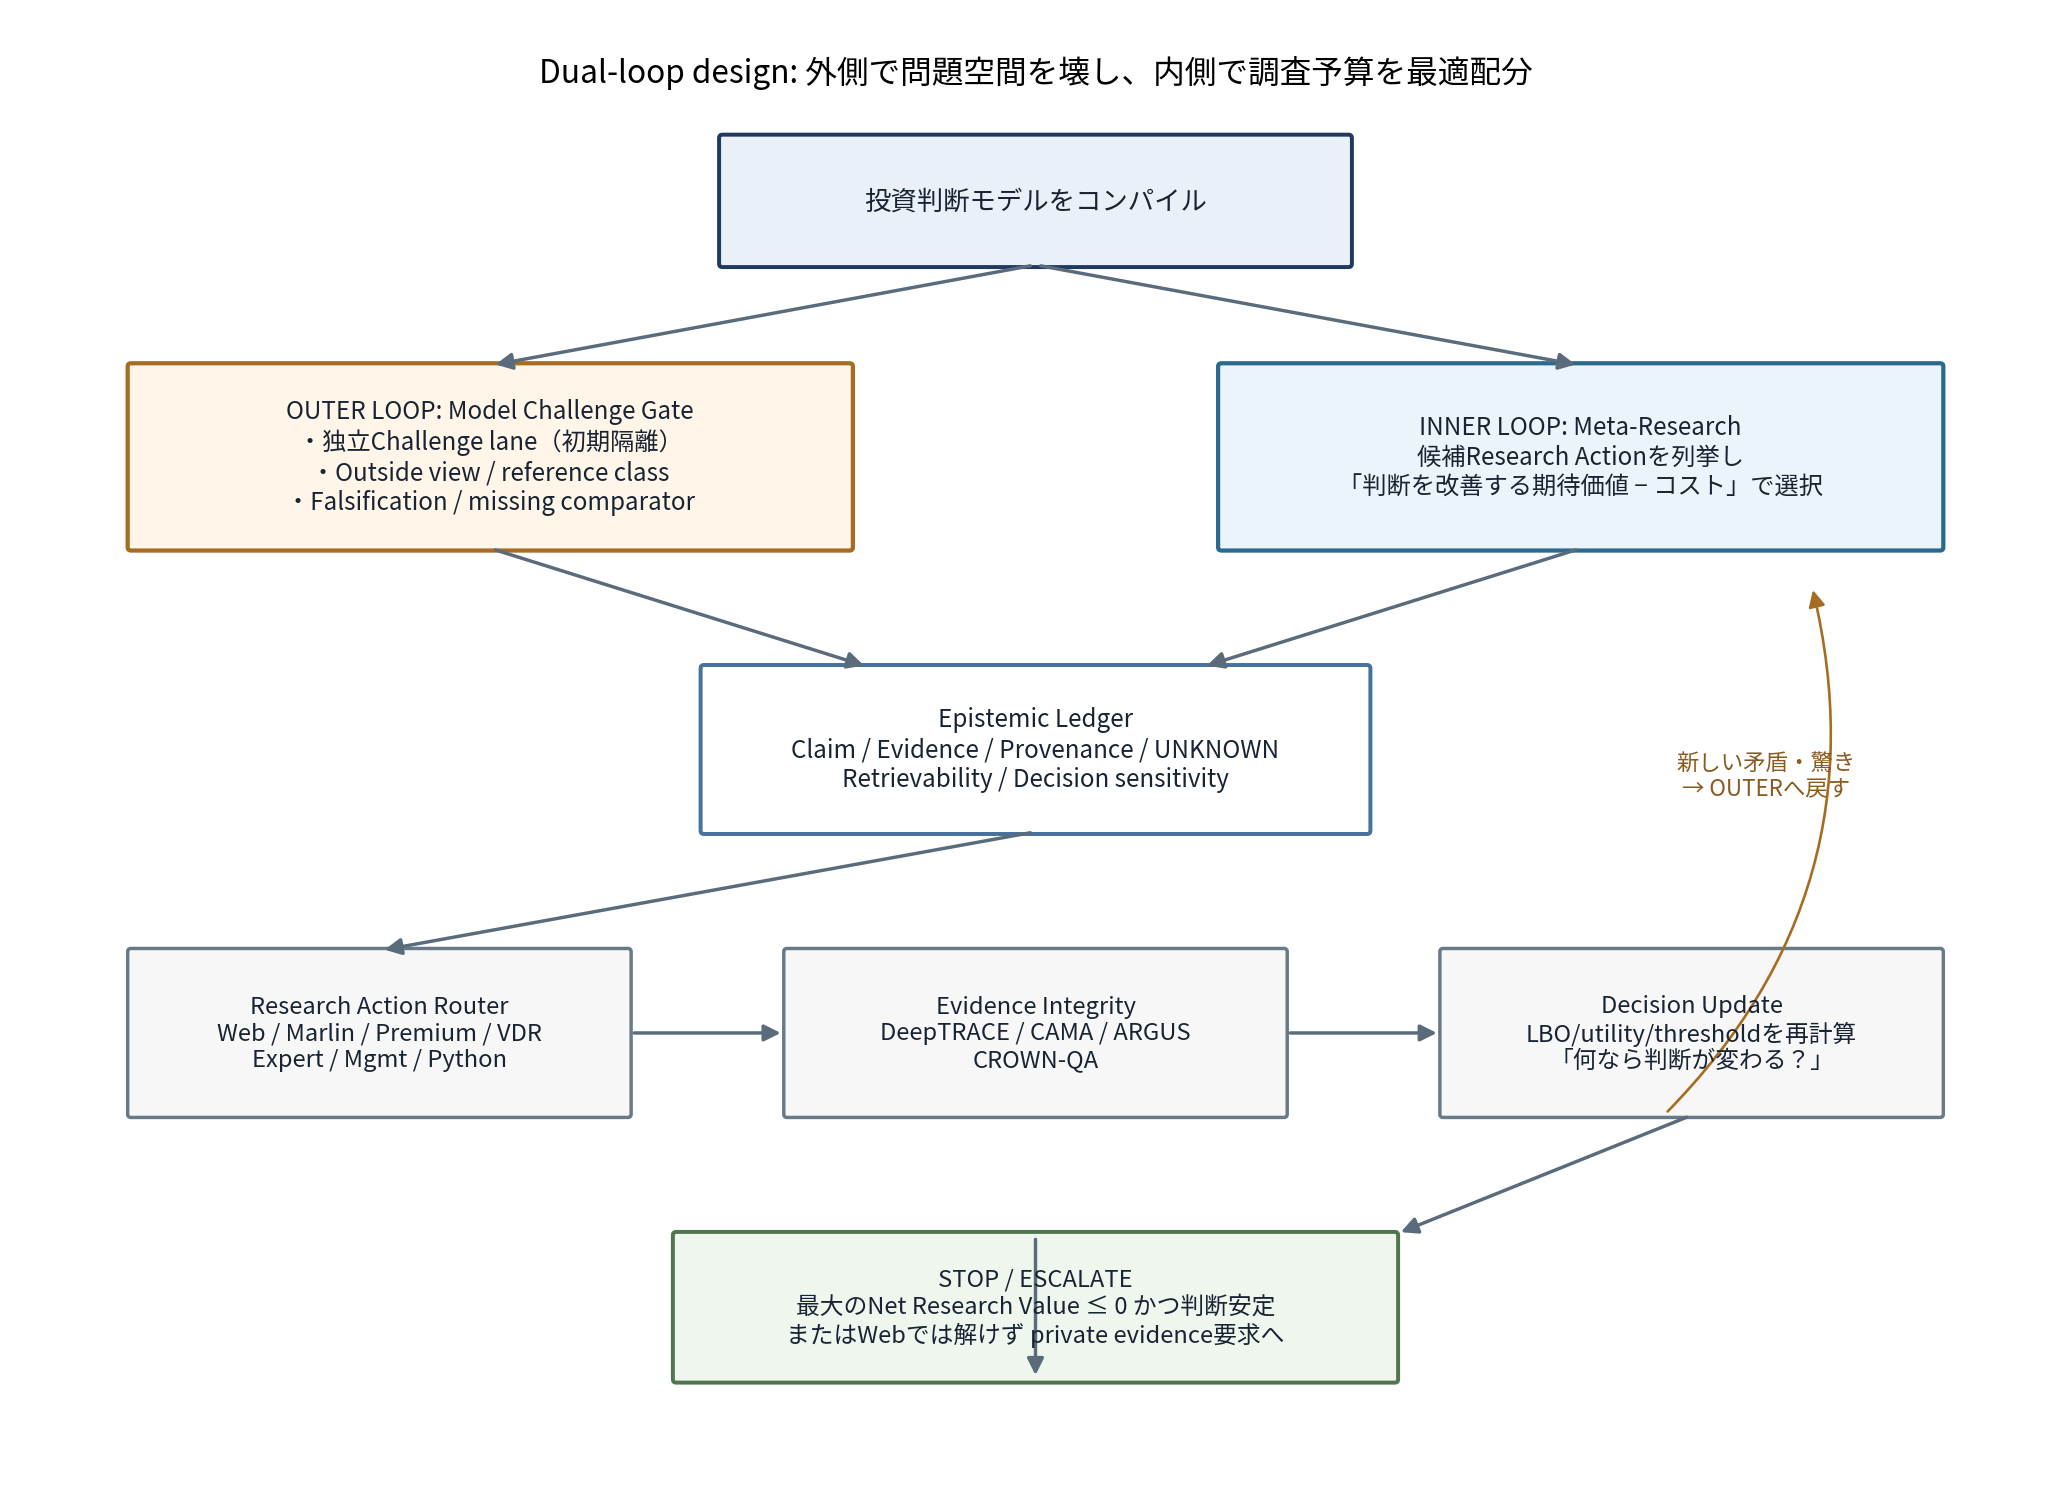 Dual-loop design: 外側で問題空間を壊し、内側で調査予算を最適配分
投資判断モデルをコンパイル
OUTER LOOP: Model Challenge Gate
・独立Challenge lane（初期隔離）
・Outside view / reference class
・Falsification / missing comparator
INNER LOOP: Meta-Research
候補Research Actionを列挙し
「判断を改善する期待価値 − コスト」で選択
Epistemic Ledger
Claim / Evidence / Provenance / UNKNOWN
Retrievability / Decision sensitivity
新しい矛盾・驚き
→ OUTERへ戻す
Research Action Router
Web / Marlin / Premium / VDR
Expert / Mgmt / Python
Evidence Integrity
DeepTRACE / CAMA / ARGUS
CROWN-QA
Decision Update
LBO/utility/thresholdを再計算
「何なら判断が変わる？」
STOP / ESCALATE
最大のNet Research Value ≤ 0 かつ判断安定
またはWebでは解けず private evidence要求へ